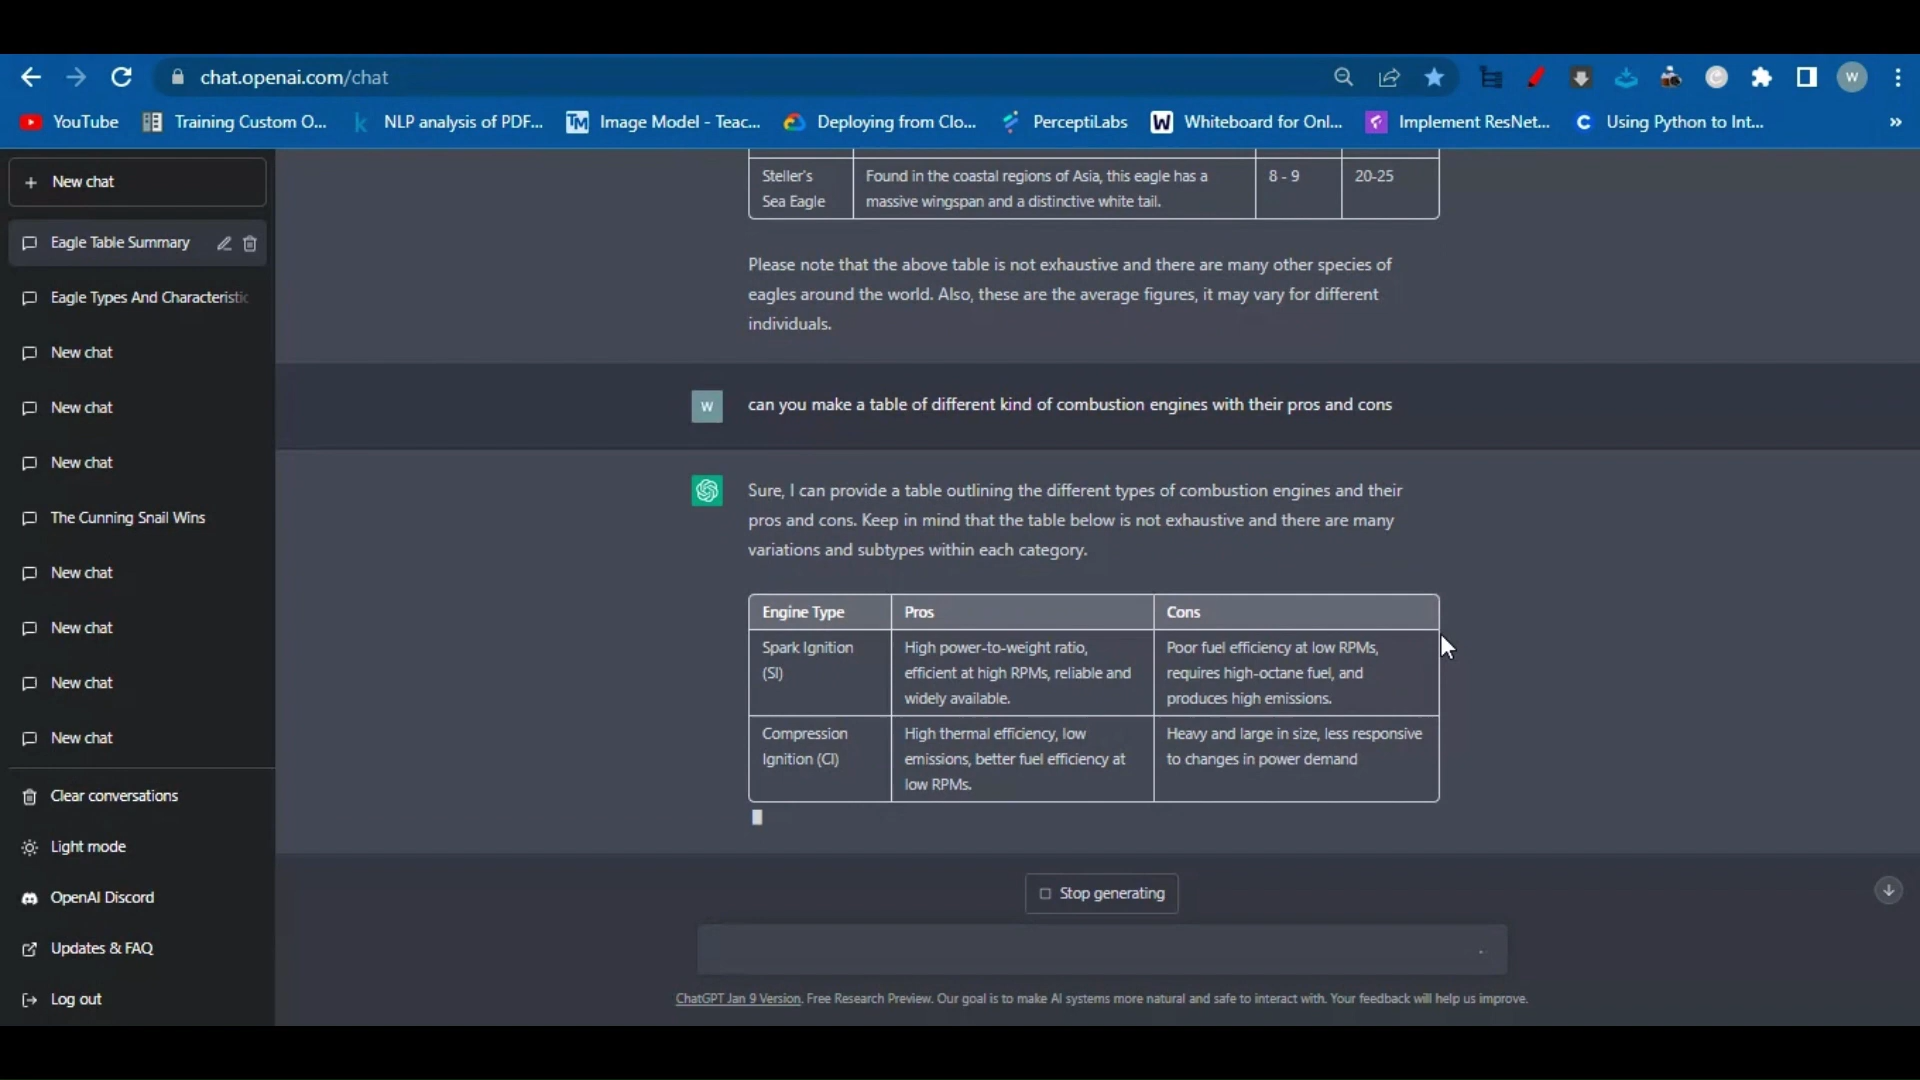 chat.openai.com/chat
W
YouTube
Training Custom O...
NLP analysis of PDF...
TM
Image Model - Teac...
Deploying from Clo...
PerceptiLabs
W
Whiteboard for Onl...
Implement ResNet...
C
Using Python to Int...
»
+ New chat
Eagle Table Summary
Eagle Types And Characteristic
New chat
New chat
New chat
The Cunning Snail Wins
New chat
New chat
New chat
New chat
Clear conversations
Light mode
OpenAI Discord
Updates & FAQ
Log out
Steller's
Sea Eagle
Found in the coastal regions of Asia, this eagle has a
massive wingspan and a distinctive white tail.
8 - 9
20-25
Please note that the above table is not exhaustive and there are many other species of
eagles around the world. Also, these are the average figures, it may vary for different
individuals.
W
can you make a table of different kind of combustion engines with their pros and cons
Sure, I can provide a table outlining the different types of combustion engines and their
pros and cons. Keep in mind that the table below is not exhaustive and there are many
variations and subtypes within each category.
Engine Type
Pros
Cons
Spark Ignition
(SI)
High power-to-weight ratio,
efficient at high RPMs, reliable and
widely available.
Poor fuel efficiency at low RPMs,
requires high-octane fuel, and
produces high emissions.
Compression
Ignition (CI)
High thermal efficiency, low
emissions, better fuel efficiency at
low RPMs.
Heavy and large in size, less responsive
to changes in power demand
Stop generating
ChatGPT Jan 9 Version. Free Research Preview. Our goal is to make AI systems more natural and safe to interact with. Your feedback will help us improve.